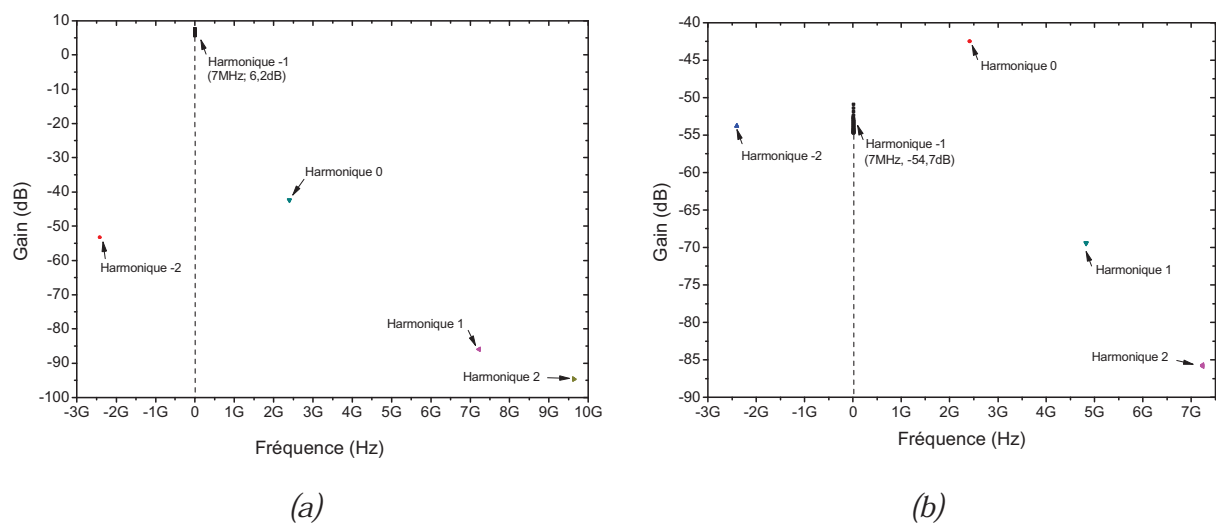 10
0
-10
-20
-30
-40
-50
-60
-70
-80
-90
-100
Gain (dB)
Harmonique -1
(7MHz; 6,2dB)
Harmonique 0
Harmonique -2
Harmonique 1
Harmonique 2
-3G -2G -1G 0 1G 2G 3G 4G 5G 6G 7G 8G 9G 10G
Fréquence (Hz)
(a)
-40
-45
-50
-55
-60
-65
-70
-75
-80
-85
-90
Gain (dB)
Harmonique 0
Harmonique -1
(7MHz, -54,7dB)
Harmonique -2
Harmonique 1
Harmonique 2
-3G -2G -1G 0 1G 2G 3G 4G 5G 6G 7G
Fréquence (Hz)
(b)